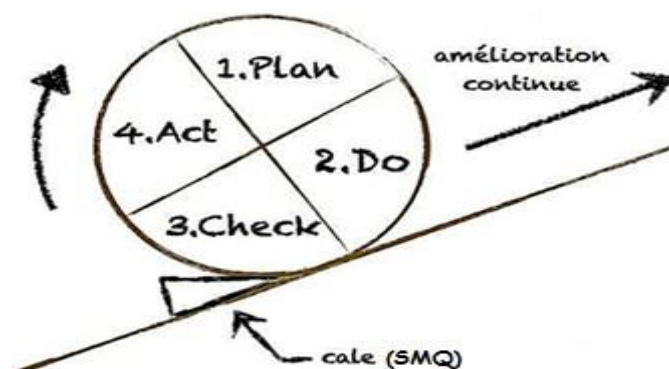 1.Plan
amélioration
continue
4.Act
2.Do
3.Check
cale (SMQ)